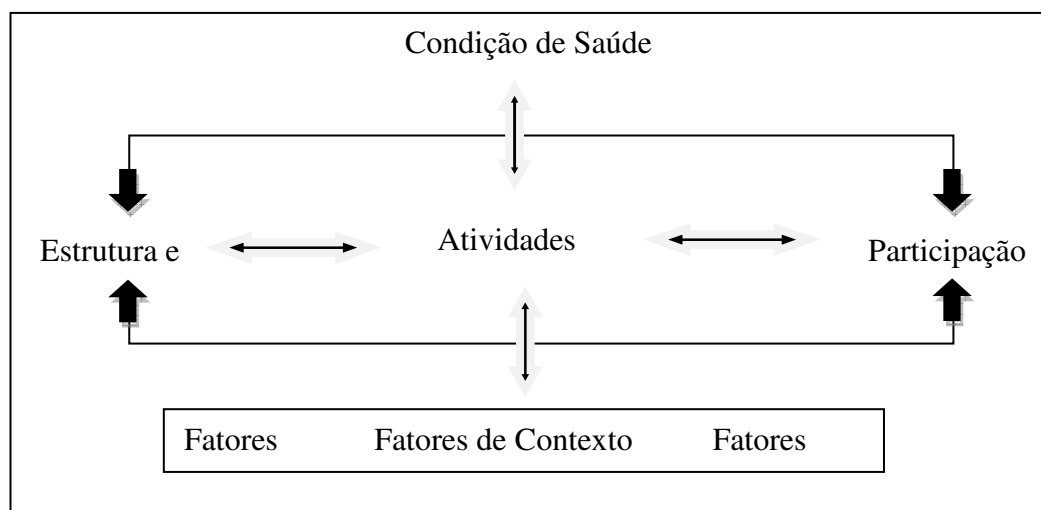 Condição de Saúde
Estrutura e Atividades Participação
Fatores Fatores de Contexto Fatores